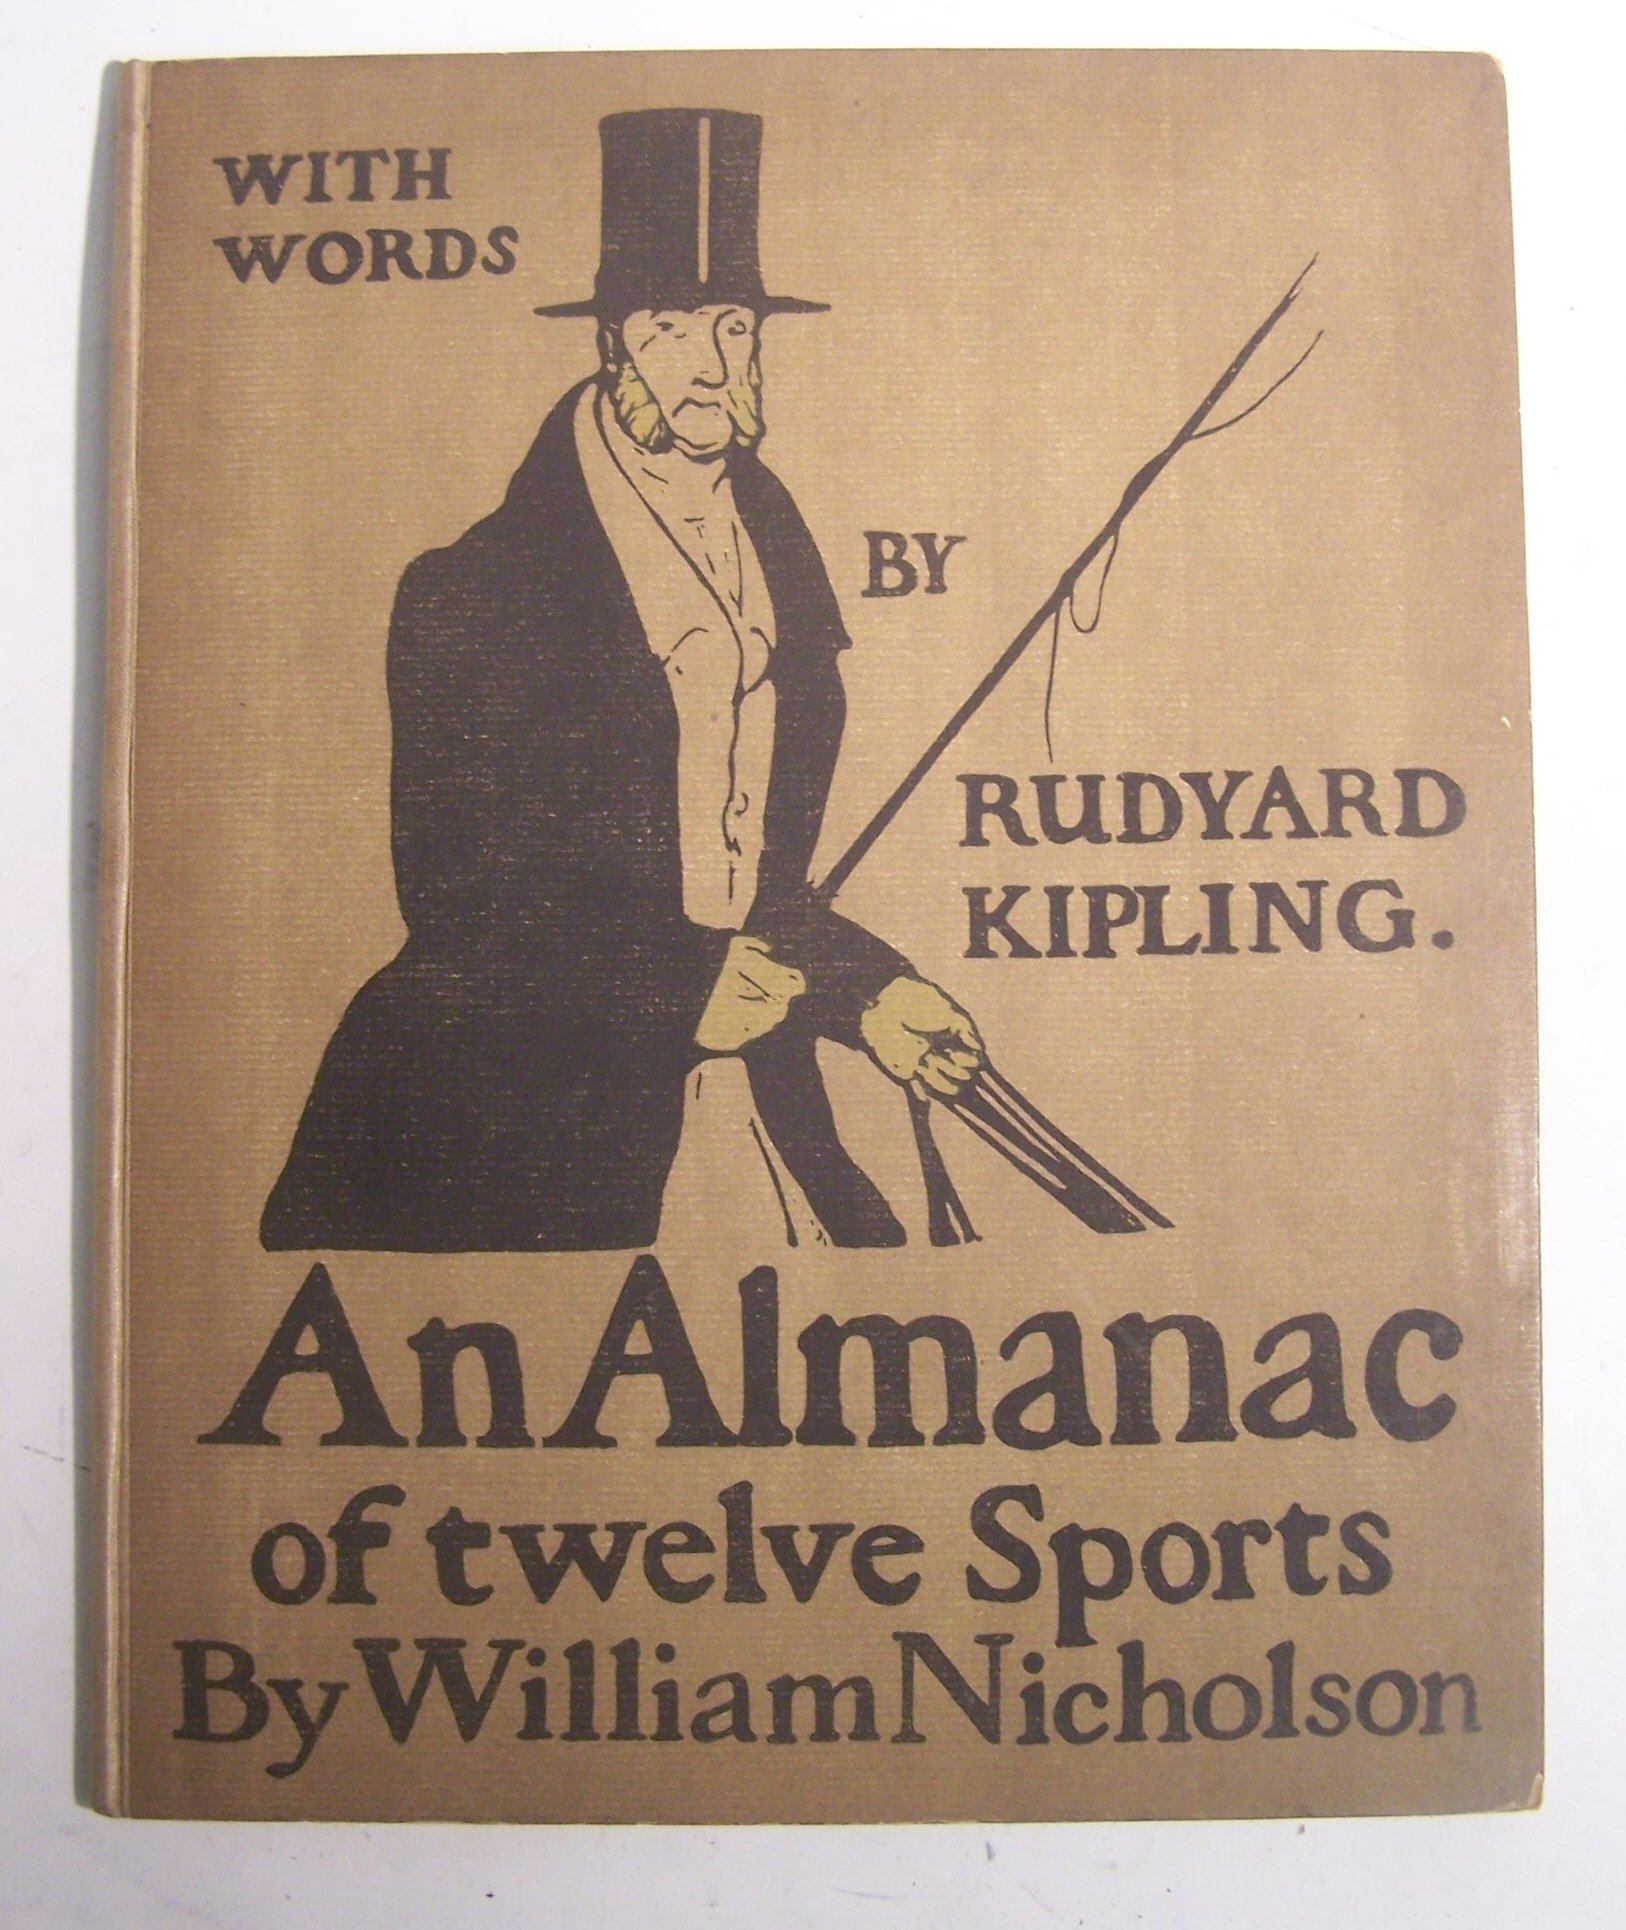 WITH
WORDS
BY
RUDYARD
KIPLING.
An Almanac
of twelve Sports
By William Nicholson